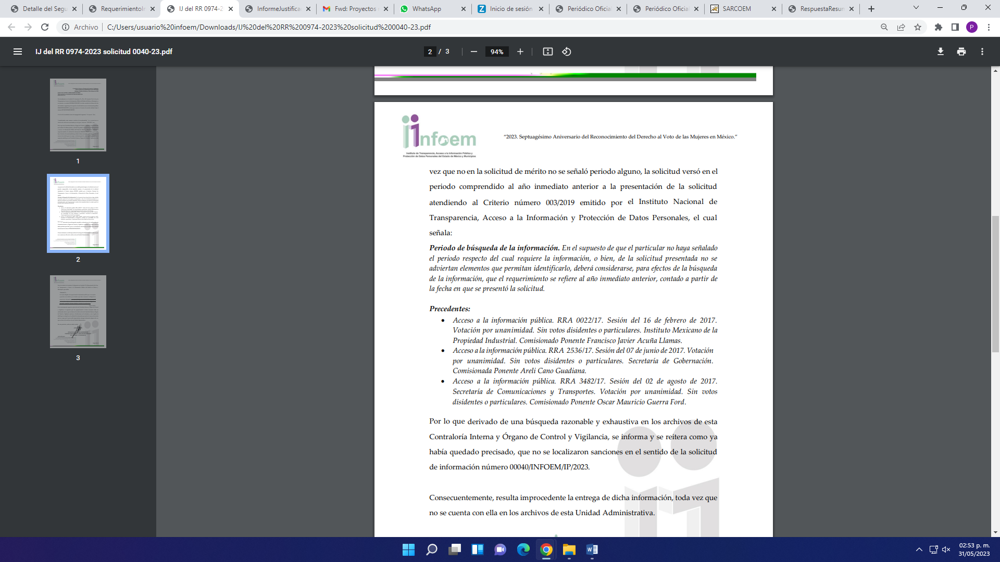 Detalle del Segu
RequerimientoIn
IJ del RR 0974-2
InformeJustifica
Fwd: Proyectos
WhatsApp
Inicio de sesión
Periódico Oficia
Periódico Oficia
SARCOEM
RespuestaResun
Archivo
C:/Users/usuario%20infoem/Downloads/IJ%20del%20RR%200974-2023%20solicitud%200040-23.pdf
P
IJ del RR 0974-2023 solicitud 0040-23.pdf
2 / 3
94%
1
2
3
infoem
Instituto de Transparencia, Acceso a la Información Pública y
Protección de Datos Personales del Estado de México y Municipios
“2023. Septuagésimo Aniversario del Reconocimiento del Derecho al Voto de las Mujeres en México.”
vez que no en la solicitud de mérito no se señaló periodo alguno, la solicitud versó en el
periodo comprendido al año inmediato anterior a la presentación de la solicitud
atendiendo al Criterio número 003/2019 emitido por el Instituto Nacional de
Transparencia, Acceso a la Información y Protección de Datos Personales, el cual
señala:
Periodo de búsqueda de la información. En el supuesto de que el particular no haya señalado
el periodo respecto del cual requiere la información, o bien, de la solicitud presentada no se
adviertan elementos que permitan identificarlo, deberá considerarse, para efectos de la búsqueda
de la información, que el requerimiento se refiere al año inmediato anterior, contado a partir de
la fecha en que se presentó la solicitud.
Precedentes:
• Acceso a la información pública. RRA 0022/17. Sesión del 16 de febrero de 2017.
Votación por unanimidad. Sin votos disidentes o particulares. Instituto Mexicano de la
Propiedad Industrial. Comisionado Ponente Francisco Javier Acuña Llamas.
• Acceso a la información pública. RRA 2536/17. Sesión del 07 de junio de 2017. Votación
por unanimidad. Sin votos disidentes o particulares. Secretaría de Gobernación.
Comisionada Ponente Areli Cano Guadiana.
• Acceso a la información pública. RRA 3482/17. Sesión del 02 de agosto de 2017.
Secretaría de Comunicaciones y Transportes. Votación por unanimidad. Sin votos
disidentes o particulares. Comisionado Ponente Oscar Mauricio Guerra Ford.
Por lo que derivado de una búsqueda razonable y exhaustiva en los archivos de esta
Contraloría Interna y Órgano de Control y Vigilancia, se informa y se reitera como ya
había quedado precisado, que no se localizaron sanciones en el sentido de la solicitud
de información número 00040/INFOEM/IP/2023.
Consecuentemente, resulta improcedente la entrega de dicha información, toda vez que
no se cuenta con ella en los archivos de esta Unidad Administrativa.
02:53 p. m.
31/05/2023